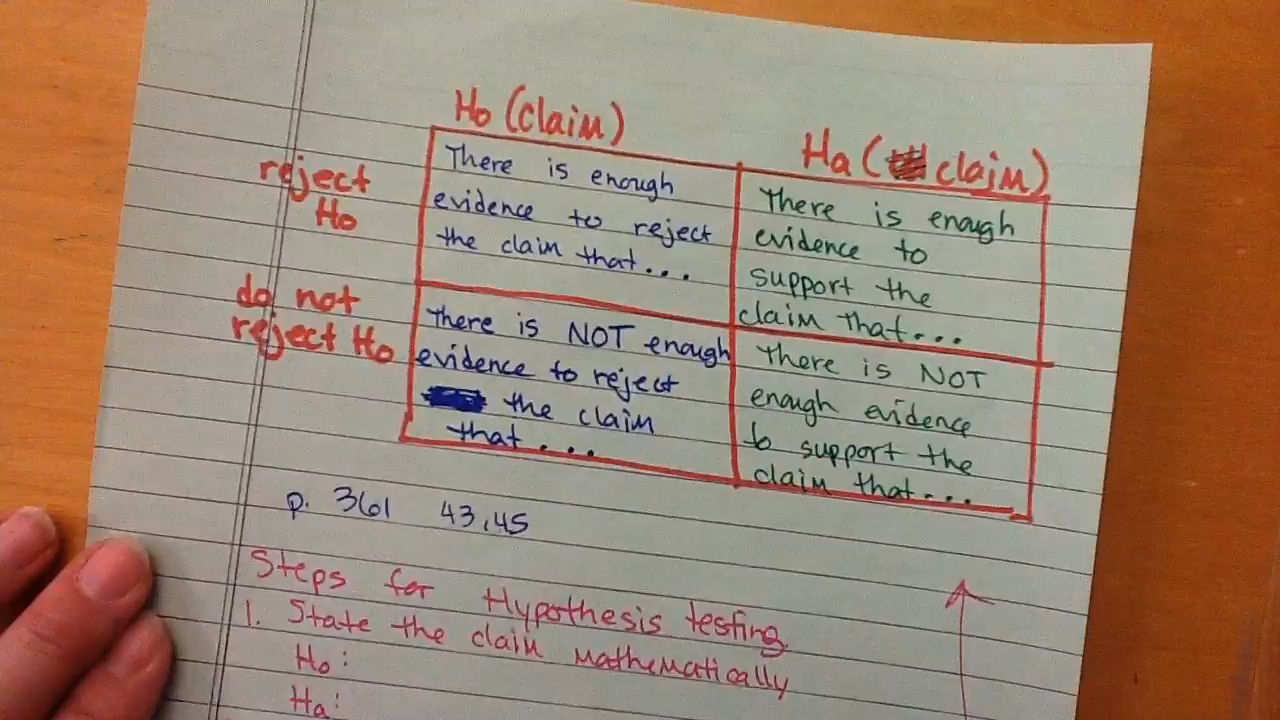 Ho (claim)
Ha ( claim)
reject
Ho
There is enough
evidence to reject
the claim that...
There is enough
evidence to
support the
claim that...
do not
reject Ho
There is NOT enough
evidence to reject
the claim
that...
There is NOT
enough evidence
to support the
claim that...
p. 361 43,45
Steps for Hypothesis testing
1. State the claim mathematically
Ho:
Ha: